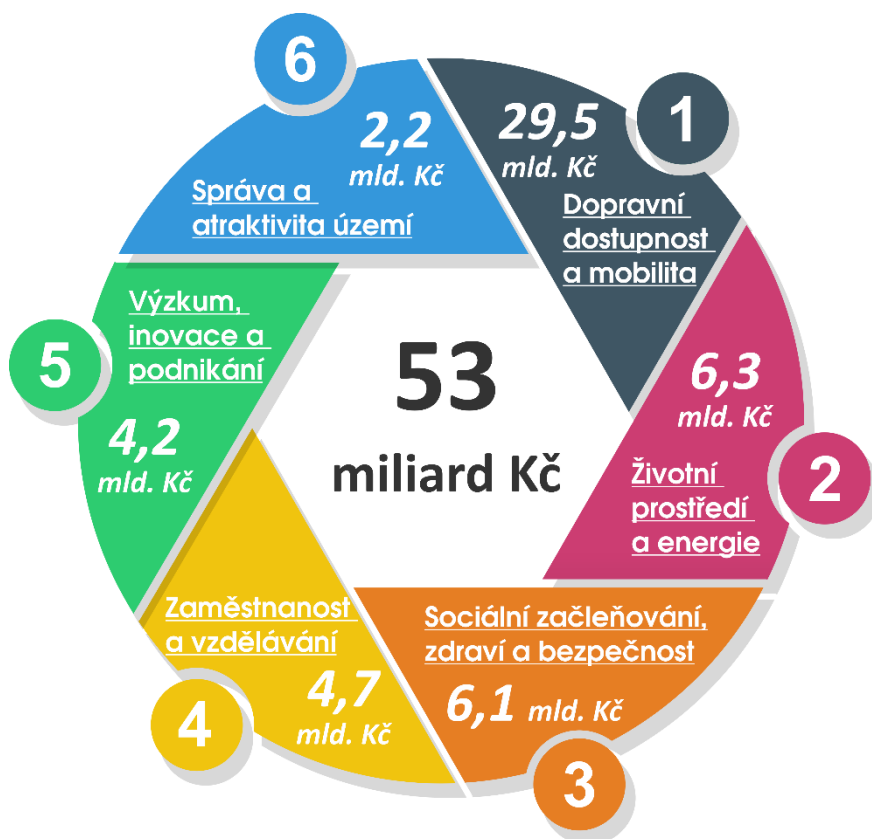 53
miliard Kč
1
29,5
mld. Kč
Dopravní
dostupnost
a mobilita
2
6,3
mld. Kč
Životní
prostředí
a energie
3
Sociální začleňování,
zdraví a bezpečnost
6,1 mld. Kč
4
Zaměstnanost
a vzdělávání
4,7
mld. Kč
5
Výzkum,
inovace a
podnikání
4,2
mld. Kč
6
2,2
mld. Kč
Správa a
atraktivita území